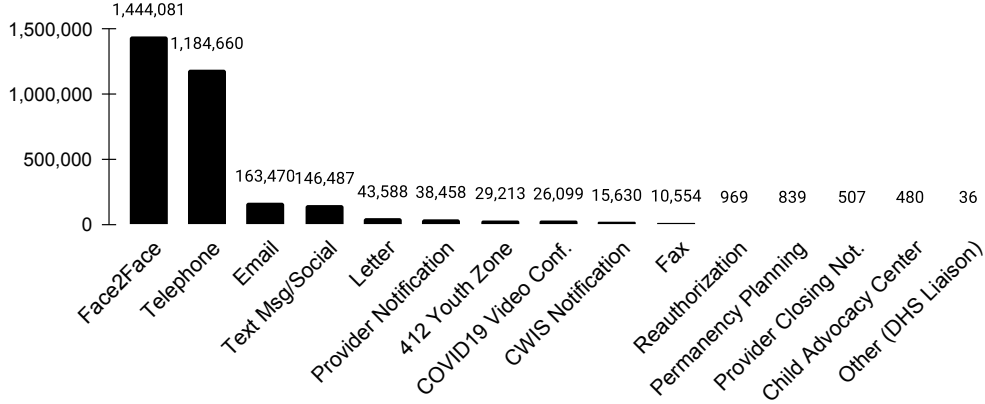 1,444,081
1,184,660
163,470
146,487
43,588
38,458
29,213
26,099
15,630
10,554
969
839
507
480
36
1,500,000
1,000,000
500,000
0
Face2Face
Telephone
Email
Text Msg/Social
Letter
Provider Notification
412 Youth Zone
COVID19 Video Conf.
CWIS Notification
Fax
Reauthorization
Permanency Planning
Provider Closing Not.
Child Advocacy Center
Other (DHS Liaison)